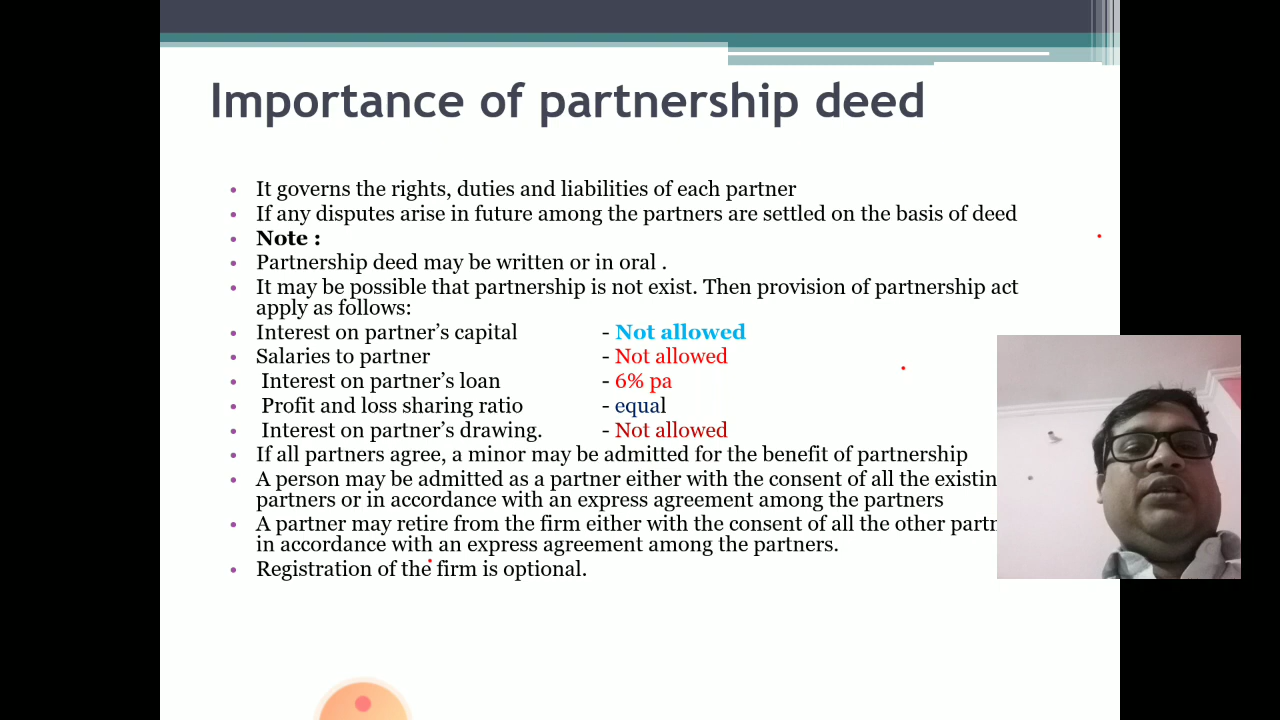 Importance of partnership deed
• It governs the rights, duties and liabilities of each partner
• If any disputes arise in future among the partners are settled on the basis of deed
• Note :
• Partnership deed may be written or in oral .
• It may be possible that partnership is not exist. Then provision of partnership act
apply as follows:
• Interest on partner’s capital - Not allowed
• Salaries to partner - Not allowed
• Interest on partner’s loan - 6% pa
• Profit and loss sharing ratio - equal
• Interest on partner’s drawing. - Not allowed
• If all partners agree, a minor may be admitted for the benefit of partnership
• A person may be admitted as a partner either with the consent of all the existin
partners or in accordance with an express agreement among the partners
• A partner may retire from the firm either with the consent of all the other partn
in accordance with an express agreement among the partners.
• Registration of the firm is optional.